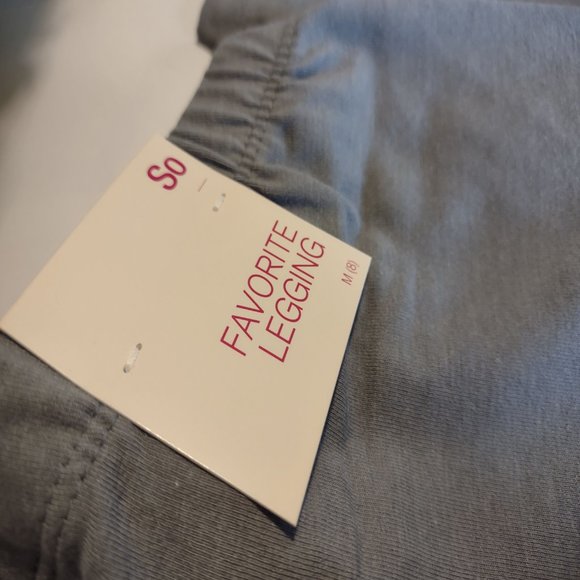 So
FAVORITE
LEGGING
M (8)